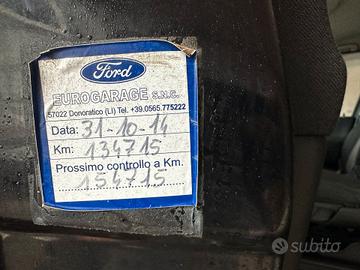 Ford
EUROGARAGE S.N.C.
57022 Donoratico (LI) Tel. +39.0565.775222
Data: 31-10-14
Km: 134715
Prossimo controllo a Km.
154715
subito